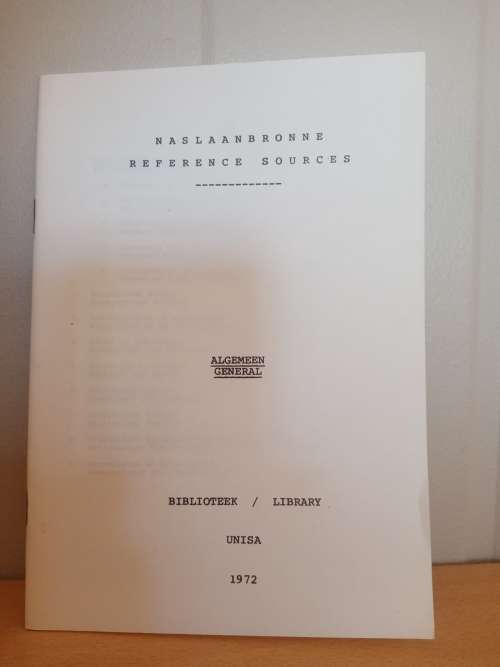 NASLAANBRONNE
REFERENCE SOURCES
-------------
ALGEMEEN
GENERAL
BIBLIOTEEK / LIBRARY
UNISA
1972